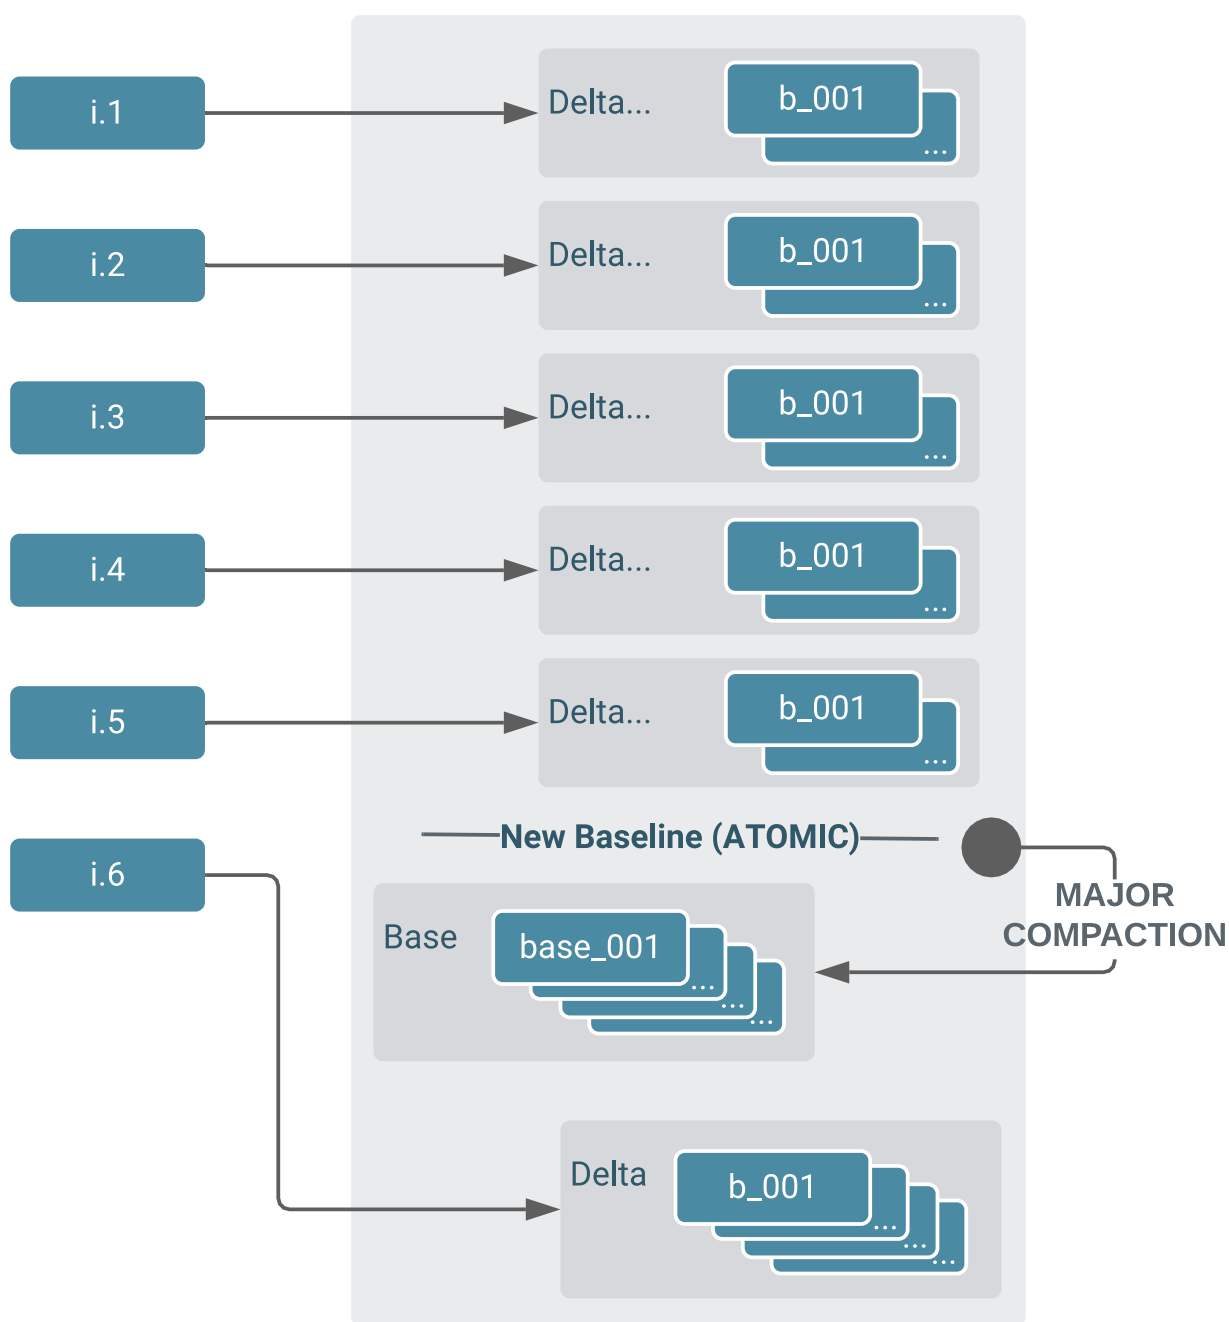 i.1
Delta...
b_001
...
i.2
Delta...
b_001
...
i.3
Delta...
b_001
...
i.4
Delta...
b_001
...
i.5
Delta...
b_001
...
New Baseline (ATOMIC)
i.6
MAJOR
COMPACTION
Base
base_001
...
...
...
Delta
b_001
...
...
...